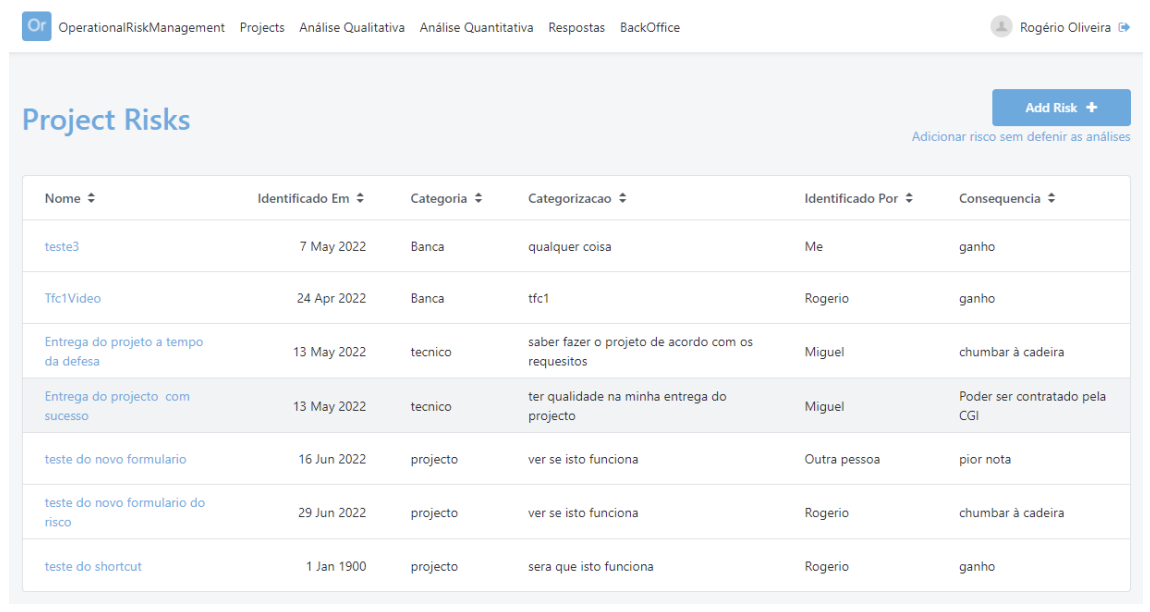 Or OperationalRiskManagement Projects Análise Qualitativa Análise Quantitativa Respostas BackOffice Rogério Oliveira
Project Risks
Add Risk +
Adicionar risco sem defenir as análises
Nome Identificado Em Categoria Categorizacao Identificado Por Consequencia
teste3 7 May 2022 Banca qualquer coisa Me ganho
Tfc1Video 24 Apr 2022 Banca tfc1 Rogerio ganho
Entrega do projeto a tempo
da defesa
13 May 2022 tecnico
saber fazer o projeto de acordo com os
requesitos
Miguel chumbar à cadeira
Entrega do projecto com
sucesso
13 May 2022 tecnico
ter qualidade na minha entrega do
projecto
Miguel
Poder ser contratado pela
CGI
teste do novo formulario 16 Jun 2022 projecto ver se isto funciona Outra pessoa pior nota
teste do novo formulario do
risco
29 Jun 2022 projecto ver se isto funciona Rogerio chumbar à cadeira
teste do shortcut 1 Jan 1900 projecto sera que isto funciona Rogerio ganho